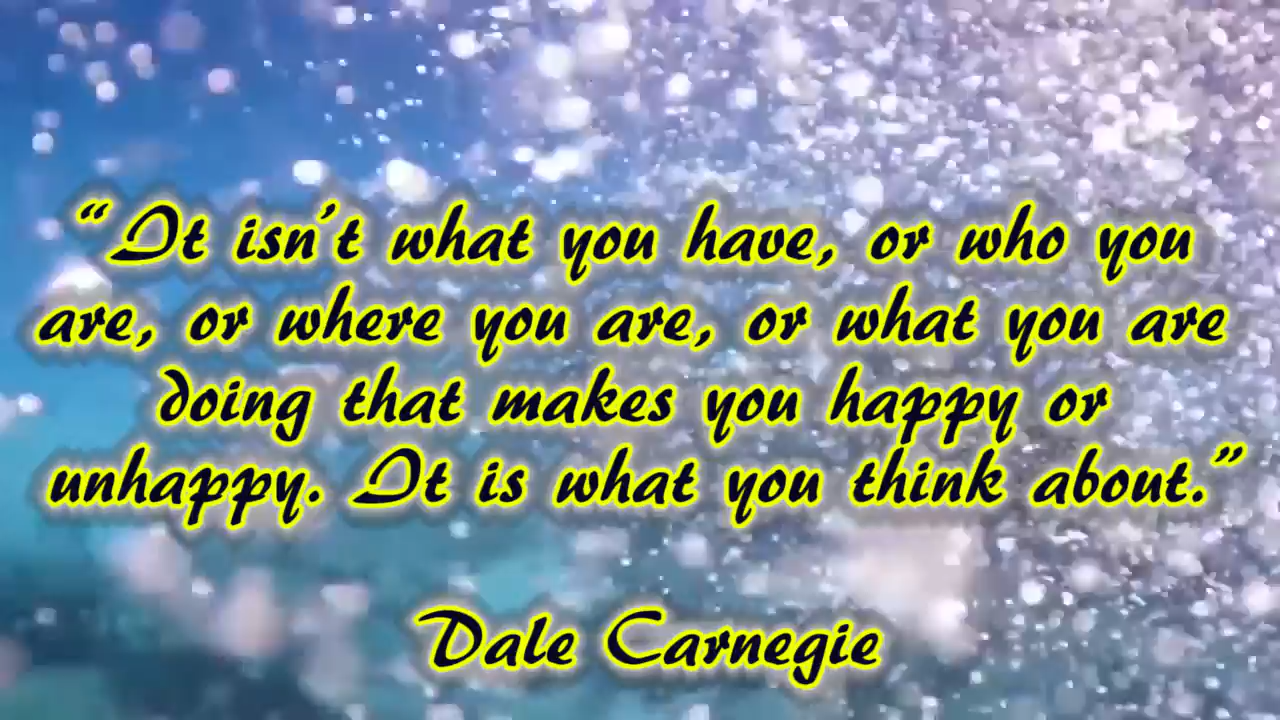 “It isn’t what you have, or who you
are, or where you are, or what you are
doing that makes you happy or
unhappy. It is what you think about.”
Dale Carnegie